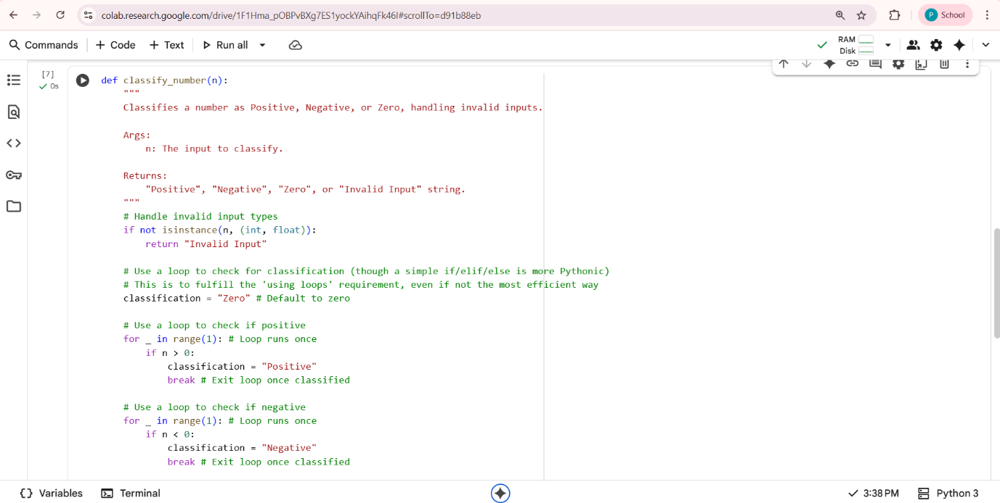 colab.research.google.com/drive/1F1Hma_pOBPvBXg7ES1yockYAihqFk46I#scrollTo=d91b88eb
School
P
Commands + Code + Text Run all
RAM
Disk
[7]
0s
def classify_number(n):
"""
Classifies a number as Positive, Negative, or Zero, handling invalid inputs.
Args:
n: The input to classify.
Returns:
"Positive", "Negative", "Zero", or "Invalid Input" string.
"""
# Handle invalid input types
if not isinstance(n, (int, float)):
return "Invalid Input"
# Use a loop to check for classification (though a simple if/elif/else is more Pythonic)
# This is to fulfill the 'using loops' requirement, even if not the most efficient way
classification = "Zero" # Default to zero
# Use a loop to check if positive
for _ in range(1): # Loop runs once
if n > 0:
classification = "Positive"
break # Exit loop once classified
# Use a loop to check if negative
for _ in range(1): # Loop runs once
if n < 0:
classification = "Negative"
break # Exit loop once classified
{} Variables Terminal
3:38 PM Python 3